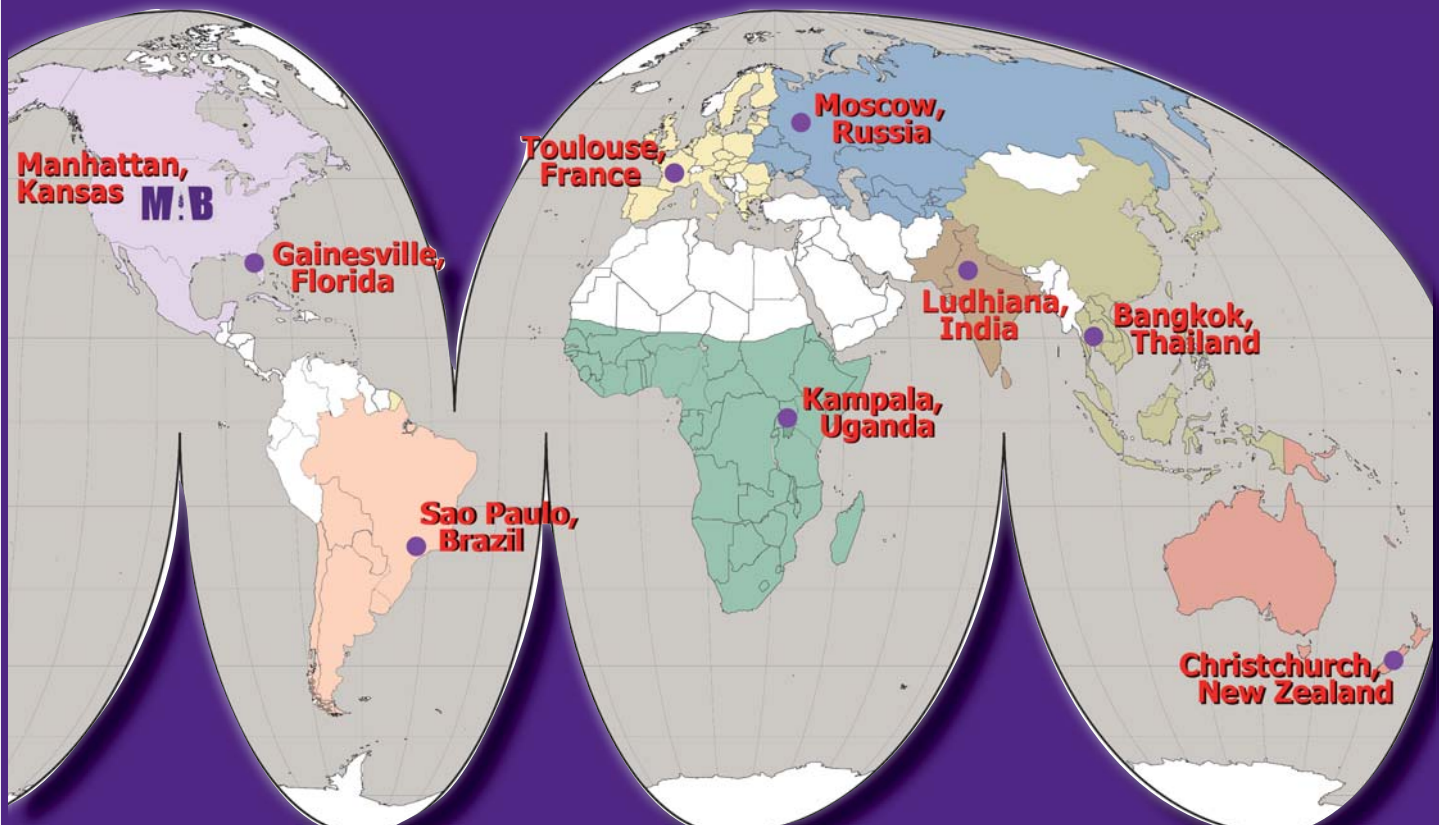 Manhattan,
Kansas
M B
Gainesville,
Florida
Sao Paulo,
Brazil
Toulouse,
France
Moscow,
Russia
Ludhiana,
India
Bangkok,
Thailand
Kampala,
Uganda
Christchurch,
New Zealand